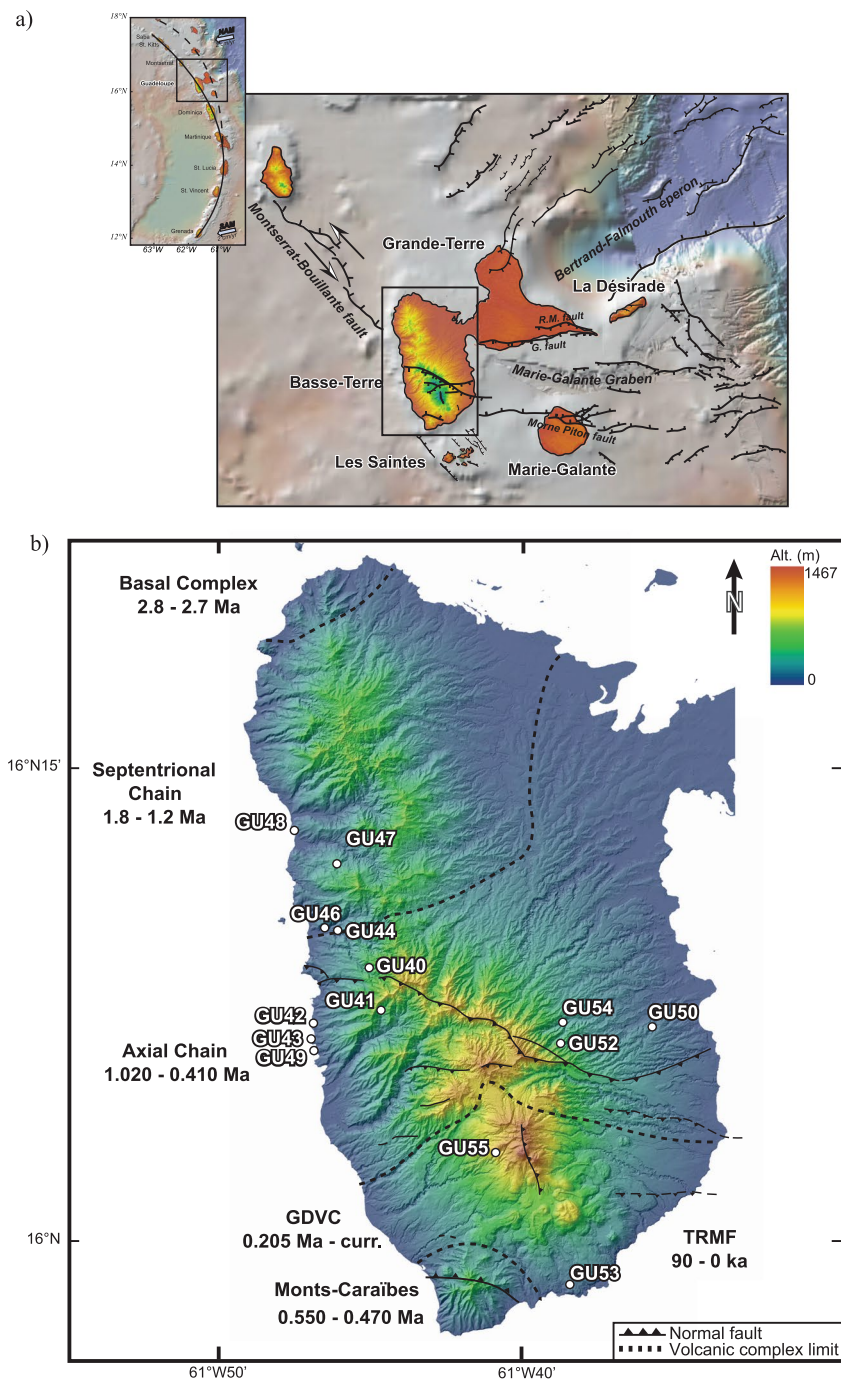 a)
18°N
NAM
Saba
St. Kitts
Montserrat
Guadeloupe
16°N
Dominica
Martinique
14°N
St. Lucia
St. Vincent
SAM
Grenada
12°N
63°W
62°W
61°W
Montserrat-Bouillante fault
Grande-Terre
Bertrand-Falmouth éperon
La Désirade
R.M. fault
G. fault
Basse-Terre
Marie-Galante Graben
Morne Piton fault
Les Saintes
Marie-Galante
b)
Alt. (m)
1467
0
N
Basal Complex
2.8 - 2.7 Ma
16°N15'
Septentrional
Chain
1.8 - 1.2 Ma
GU48
GU47
GU46
GU44
GU40
GU41
GU42
GU43
GU49
GU54
GU50
GU52
Axial Chain
1.020 - 0.410 Ma
GU55
GDVC
0.205 Ma - curr.
16°N
TRMF
90 - 0 ka
GU53
Monts-Caraïbes
0.550 - 0.470 Ma
Normal fault
Volcanic complex limit
61°W50'
61°W40'